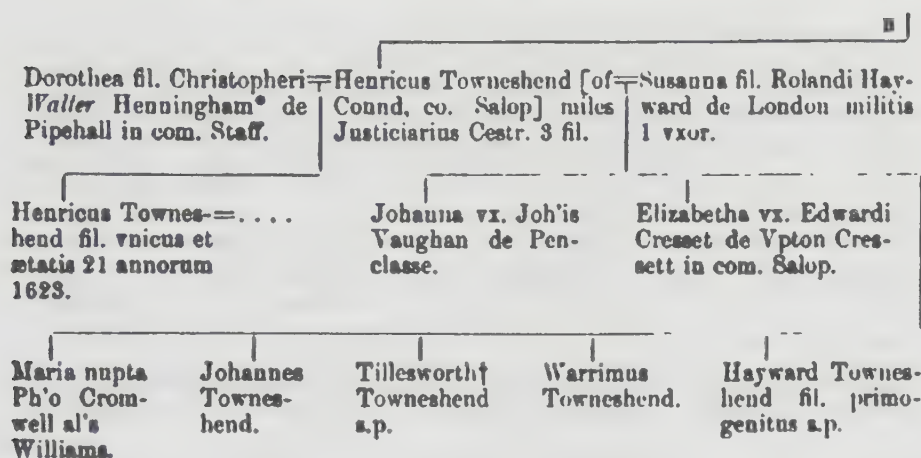 B
Dorothea fil. Christopheri
Waller Henningham* de
Pipehall in com. Staff.
Henricus Towneshend [of
Cound, co. Salop] miles
Justiciarius Cestr. 3 fil.
Susanna fil. Rolandi Hay-
ward de London militis
1 vxor.
Henricus Townes-=....
hend fil. vnicus et
ætatis 21 annorum
1623.
Johanna vx. Joh'is
Vaughan de Pen-
classe.
Elizabetha vx. Edwardi
Cresset de Vpton Cres-
sett in com. Salop.
Maria nupta
Ph'o Crom-
well al's
Williams.
Johannes
Townes-
hend.
Tillesworth†
Towneshend
s.p.
Warrimus
Towneshend.
Hayward Townes-
hend fil. primo-
genitus s.p.